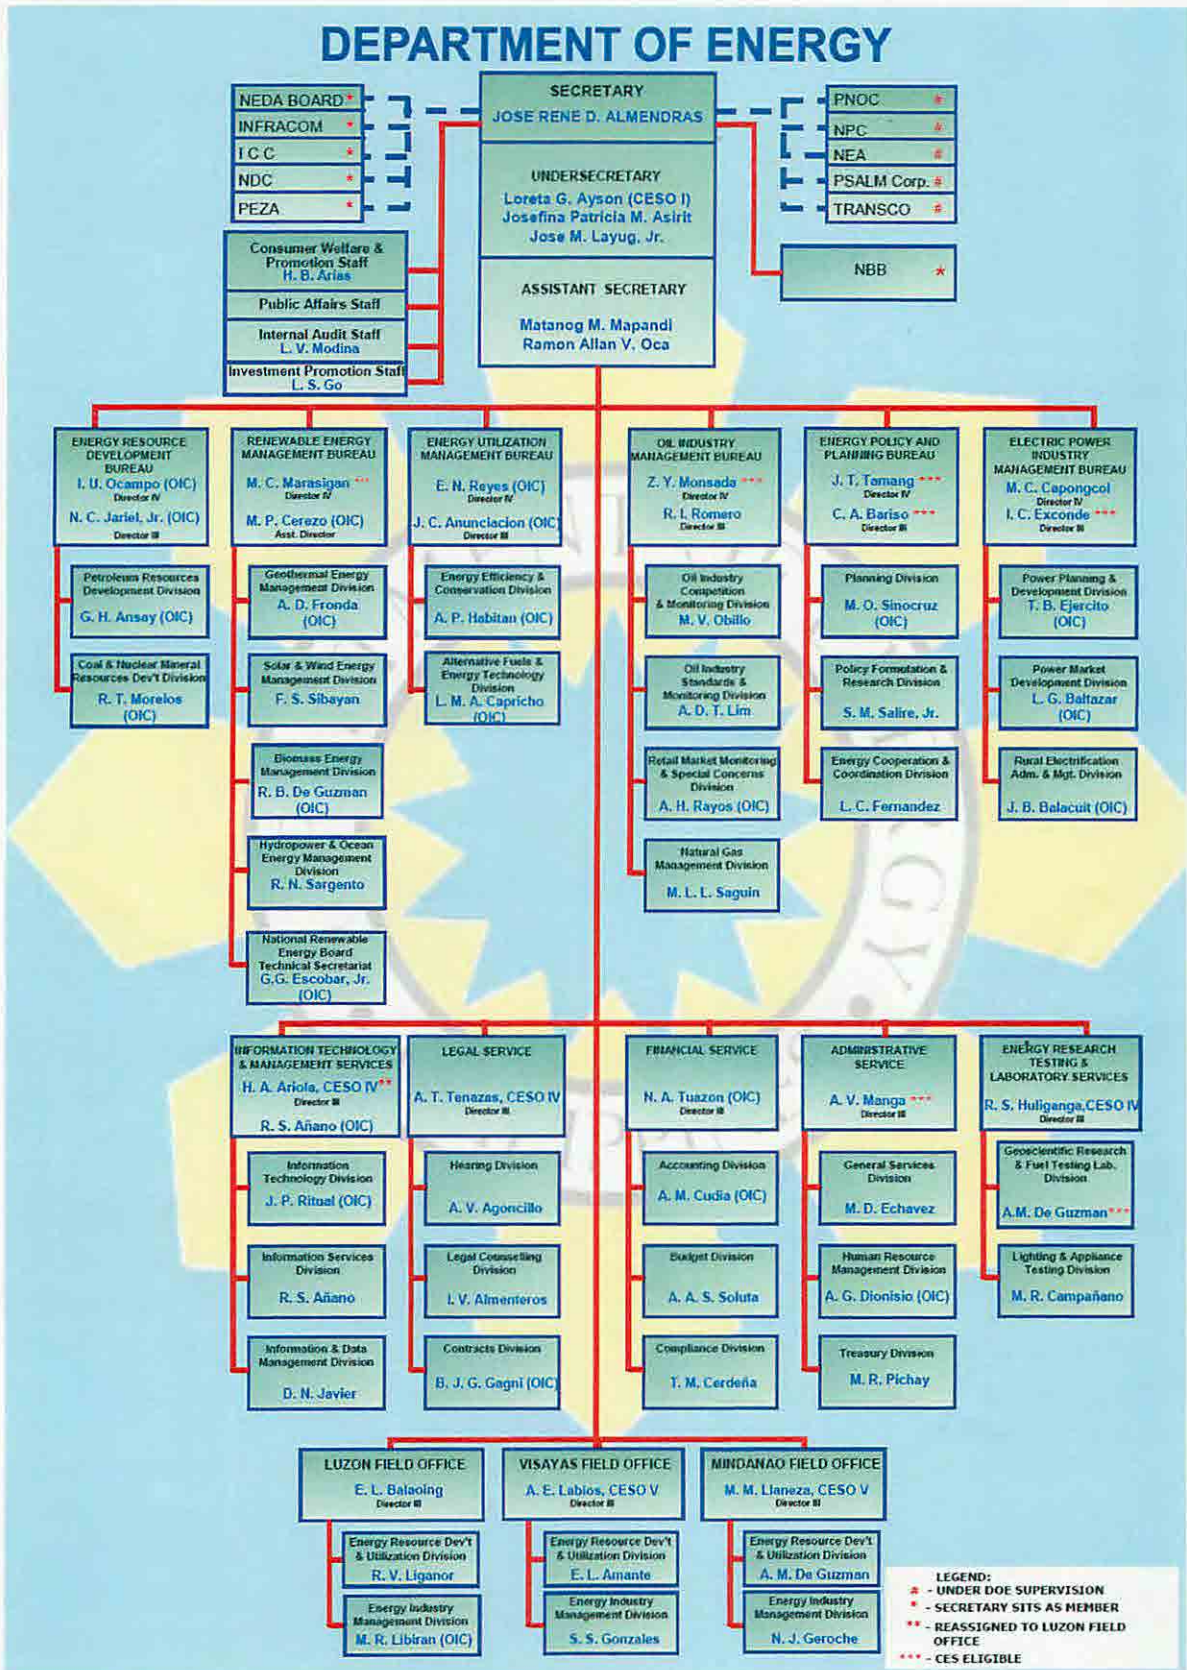 DEPARTMENT OF ENERGY
NEDA BOARD *
INFRACOM *
I C C *
NDC *
PEZA *
SECRETARY
JOSE RENE D. ALMENDRAS
UNDERSECRETARY
Loreta G. Ayson (CESO I)
Josefina Patricia M. Asirit
Jose M. Layug, Jr.
ASSISTANT SECRETARY
Matanog M. Mapandi
Ramon Allan V. Oca
PNOC #
NPC #
NEA #
PSALM Corp. #
TRANSCO #
NBB *
Consumer Welfare &
Promotion Staff
H. B. Arias
Public Affairs Staff
Internal Audit Staff
L. V. Modina
Investment Promotion Staff
L. S. Go
ENERGY RESOURCE
DEVELOPMENT
BUREAU
I. U. Ocampo (OIC)
Director IV
N. C. Jariel, Jr. (OIC)
Director III
Petroleum Resources
Development Division
G. H. Ansay (OIC)
Coal & Nuclear Mineral
Resources Dev't Division
R. T. Morelos
(OIC)
RENEWABLE ENERGY
MANAGEMENT BUREAU
M. C. Marasigan ***
Director IV
M. P. Cerezo (OIC)
Asst. Director
Geothermal Energy
Management Division
A. D. Fronda
(OIC)
Solar & Wind Energy
Management Division
F. S. Sibayan
Biomass Energy
Management Division
R. B. De Guzman
(OIC)
Hydropower & Ocean
Energy Management
Division
R. N. Sargento
National Renewable
Energy Board
Technical Secretariat
G.G. Escobar, Jr.
(OIC)
ENERGY UTILIZATION
MANAGEMENT BUREAU
E. N. Reyes (OIC)
Director IV
J. C. Anunciacion (OIC)
Director III
Energy Efficiency &
Conservation Division
A. P. Habitan (OIC)
Alternative Fuels &
Energy Technology
Division
L. M. A. Capricho
(OIC)
OIL INDUSTRY
MANAGEMENT BUREAU
Z. Y. Monsada ***
Director IV
R. I. Romero
Director III
Oil Industry
Competition
& Monitoring Division
M. V. Obillo
Oil Industry
Standards &
Monitoring Division
A. D. T. Lim
Retail Market Monitoring
& Special Concerns
Division
A. H. Rayos (OIC)
Natural Gas
Management Division
M. L. L. Saguin
ENERGY POLICY AND
PLANNING BUREAU
J. T. Tamang ***
Director IV
C. A. Bariso ***
Director III
Planning Division
M. O. Sinocruz
(OIC)
Policy Formulation &
Research Division
S. M. Salire, Jr.
Energy Cooperation &
Coordination Division
L. C. Fernandez
ELECTRIC POWER
INDUSTRY
MANAGEMENT BUREAU
M. C. Capongcol
Director IV
I. C. Exconde ***
Director III
Power Planning &
Development Division
T. B. Ejercito
(OIC)
Power Market
Development Division
L. G. Baltazar
(OIC)
Rural Electrification
Adm. & Mgt. Division
J. B. Balacuit (OIC)
INFORMATION TECHNOLOGY
& MANAGEMENT SERVICES
H. A. Ariola, CESO IV**
Director III
R. S. Añano (OIC)
Information
Technology Division
J. P. Ritual (OIC)
Information Services
Division
R. S. Añano
Information & Data
Management Division
D. N. Javier
LEGAL SERVICE
A. T. Tenazas, CESO IV
Director III
Hearing Division
A. V. Agoncillo
Legal Counselling
Division
I. V. Almenteros
Contracts Division
B. J. G. Gagni (OIC)
FINANCIAL SERVICE
N. A. Tuazon (OIC)
Director III
Accounting Division
A. M. Cudia (OIC)
Budget Division
A. A. S. Soluta
Compliance Division
T. M. Cerdeña
ADMINISTRATIVE
SERVICE
A. V. Manga ***
Director III
General Services
Division
M. D. Echavez
Human Resource
Management Division
A. G. Dionisio (OIC)
Treasury Division
M. R. Pichay
ENERGY RESEARCH
TESTING &
LABORATORY SERVICES
R. S. Huliganga,CESO IV
Director III
Geoscientific Research
& Fuel Testing Lab.
Division
A.M. De Guzman***
Lighting & Appliance
Testing Division
M. R. Campañano
LUZON FIELD OFFICE
E. L. Balaoing
Director III
Energy Resource Dev't
& Utilization Division
R. V. Liganor
Energy Industry
Management Division
M. R. Libiran (OIC)
VISAYAS FIELD OFFICE
A. E. Labios, CESO V
Director III
Energy Resource Dev't
& Utilization Division
E. L. Amante
Energy Industry
Management Division
S. S. Gonzales
MINDANAO FIELD OFFICE
M. M. Llaneza, CESO V
Director III
Energy Resource Dev't
& Utilization Division
A. M. De Guzman
Energy Industry
Management Division
N. J. Geroche
LEGEND:
# - UNDER DOE SUPERVISION
* - SECRETARY SITS AS MEMBER
** - REASSIGNED TO LUZON FIELD
OFFICE
*** - CES ELIGIBLE